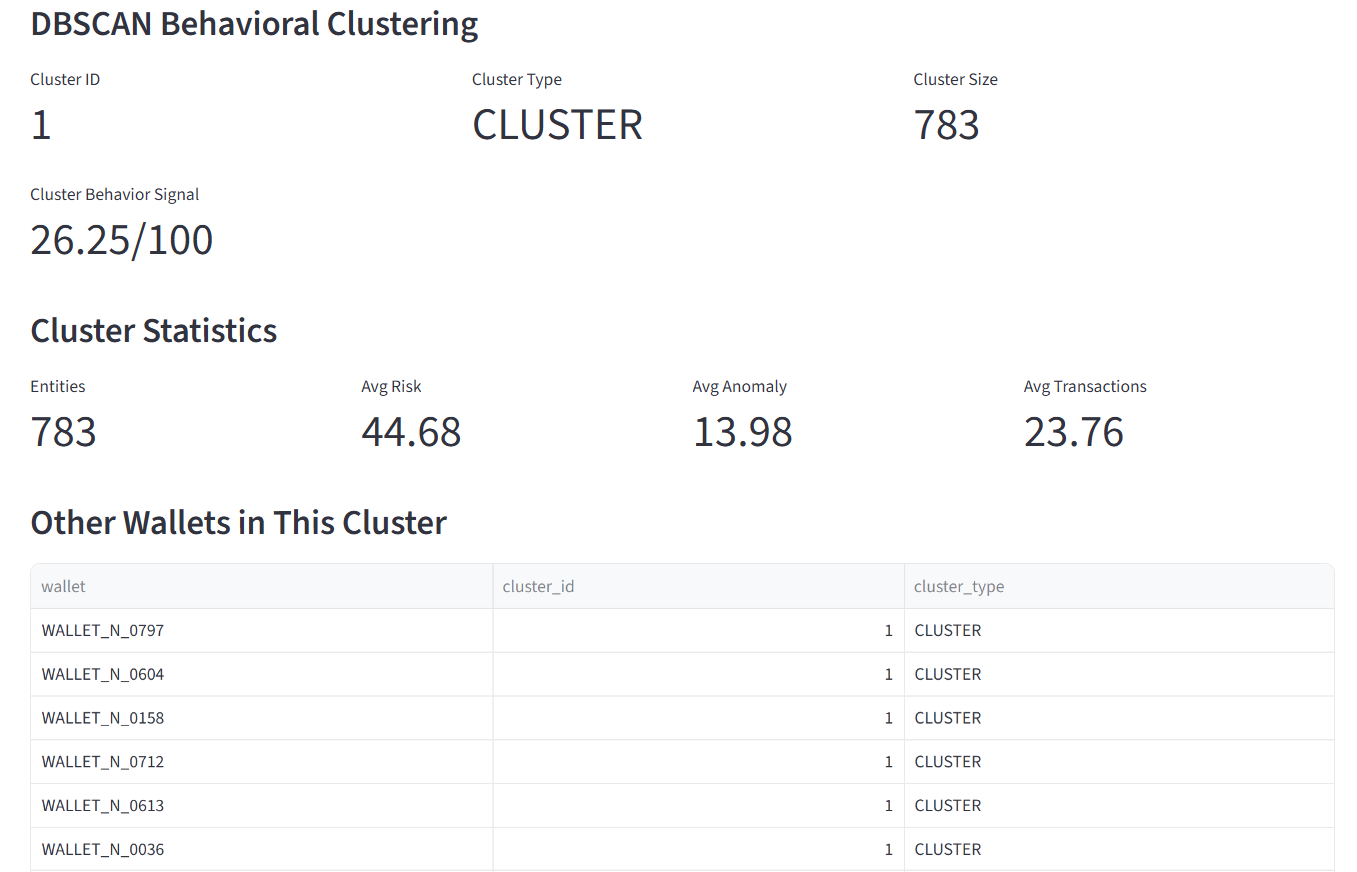 DBSCAN Behavioral Clustering
Cluster ID Cluster Type Cluster Size
1 CLUSTER 783
Cluster Behavior Signal
26.25/100
Cluster Statistics
Entities Avg Risk Avg Anomaly Avg Transactions
783 44.68 13.98 23.76
Other Wallets in This Cluster
wallet cluster_id cluster_type
WALLET_N_0797 1 CLUSTER
WALLET_N_0604 1 CLUSTER
WALLET_N_0158 1 CLUSTER
WALLET_N_0712 1 CLUSTER
WALLET_N_0613 1 CLUSTER
WALLET_N_0036 1 CLUSTER